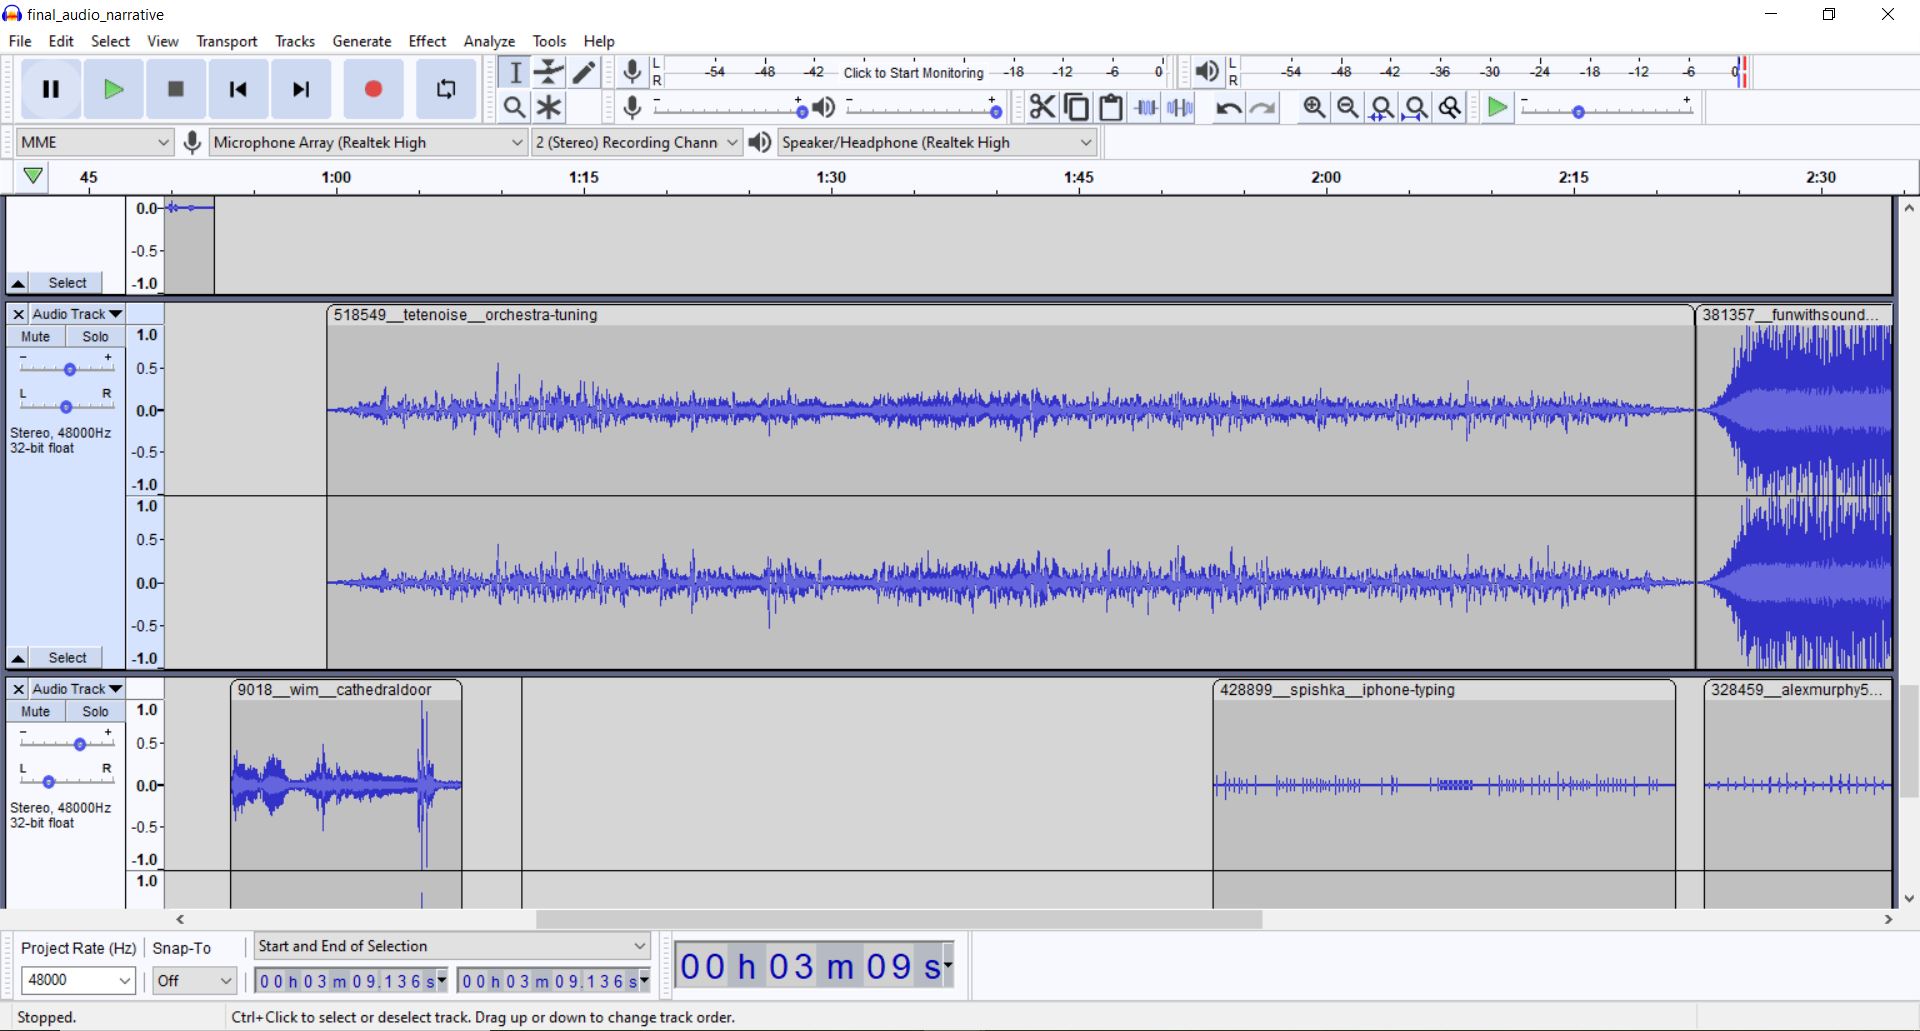 final_audio_narrative
File Edit Select View Transport Tracks Generate Effect Analyze Tools Help
L R -54 -48 -42 Click to Start Monitoring -18 -12 -6 0 L R -54 -48 -42 -36 -30 -24 -18 -12 -6 0
- + - + - +
MME Microphone Array (Realtek High 2 (Stereo) Recording Chann Speaker/Headphone (Realtek High
45 1:00 1:15 1:30 1:45 2:00 2:15 2:30
0.0
-0.5
Select -1.0
Audio Track 518549__tetenoise__orchestra-tuning 381357__funwithsound...
Mute Solo 1.0
- + 0.5
L R
0.0
Stereo, 48000Hz
32-bit float -0.5
-1.0
1.0
0.5
0.0
-0.5
Select -1.0
Audio Track 9018__wim__cathedraldoor 428899__spishka__iphone-typing 328459__alexmurphy5...
Mute Solo 1.0
- + 0.5
L R 0.0
Stereo, 48000Hz
32-bit float -0.5
-1.0
1.0
Project Rate (Hz) Snap-To Start and End of Selection
48000 Off 00h03m09.136s 00h03m09.136s 00 h 03 m 09 s
Stopped. Ctrl+Click to select or deselect track. Drag up or down to change track order.